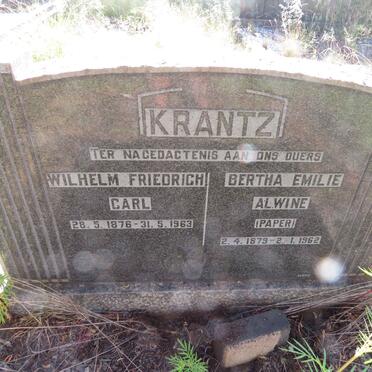 KRANTZ
TER NAGEDACTENIS AAN ONS OUERS
WILHELM FRIEDRICH
CARL
28.5.1876-31.5.1963
BERTHA EMILIE
ALWINE
(PAPER)
2.4.1879-2.1.1962